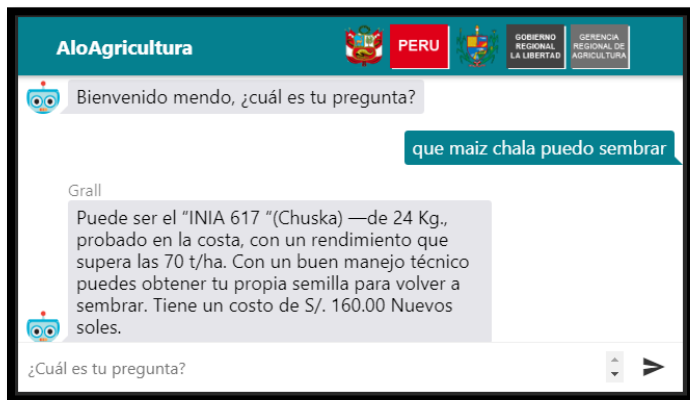 AloAgricultura
PERU
GOBIERNO
REGIONAL
LA LIBERTAD
GERENCIA
REGIONAL DE
AGRICULTURA
Bienvenido mendo, ¿cuál es tu pregunta?
que maiz chala puedo sembrar
Grall
Puede ser el "INIA 617 "(Chuska) —de 24 Kg.,
probado en la costa, con un rendimiento que
supera las 70 t/ha. Con un buen manejo técnico
puedes obtener tu propia semilla para volver a
sembrar. Tiene un costo de S/. 160.00 Nuevos
soles.
¿Cuál es tu pregunta?